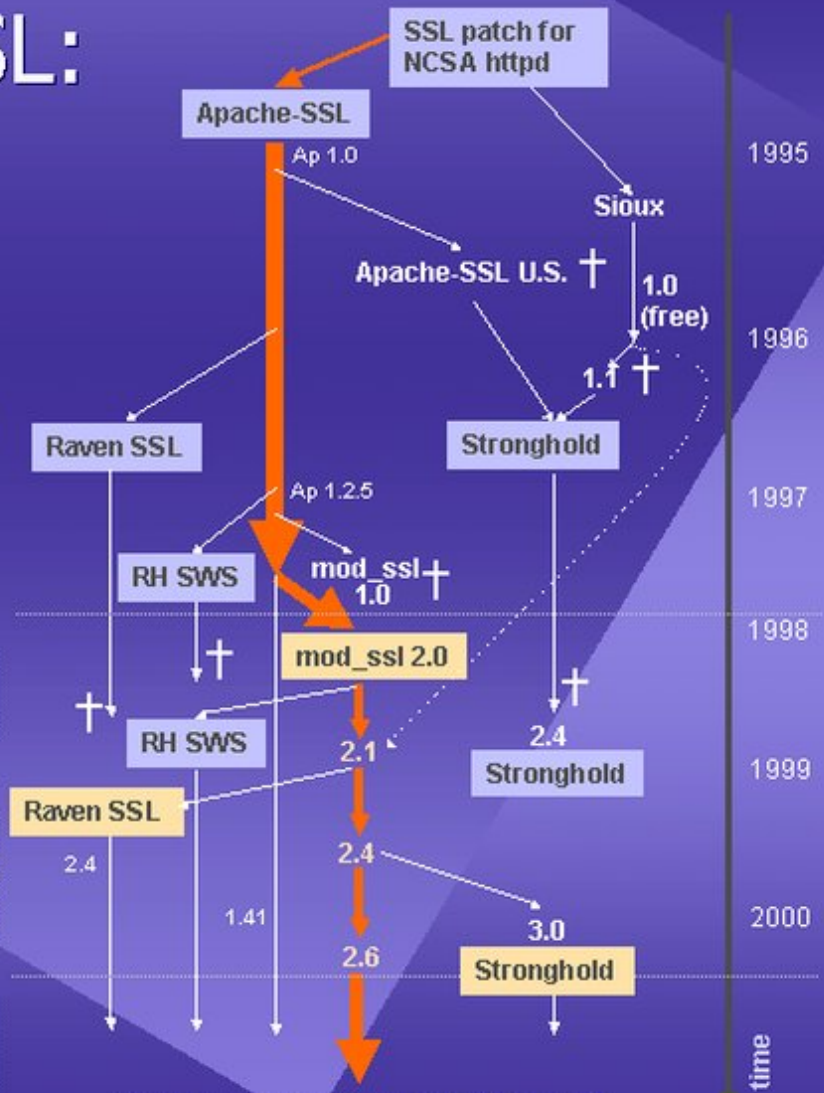 SL:
SSL patch for
NCSA httpd
Apache-SSL
Ap 1.0
1995
Sioux
Apache-SSL U.S.
1.0
(free)
1996
1.1
Raven SSL
Stronghold
Ap 1.2.5
1997
RH SWS
mod_ssl
1.0
1998
mod_ssl 2.0
RH SWS
2.1
2.4
Stronghold
1999
Raven SSL
2.4
2.4
1.41
2000
3.0
2.6
Stronghold
time